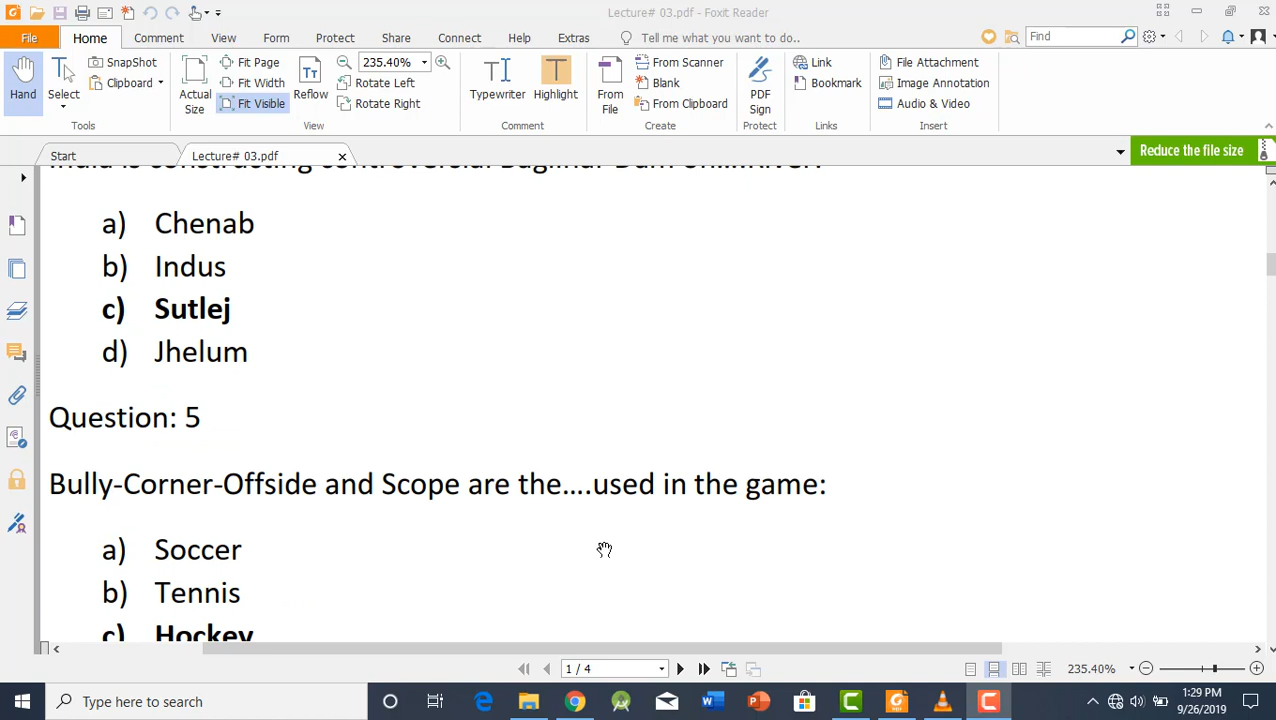 Lecture# 03.pdf - Foxit Reader
File Home Comment View Form Protect Share Connect Help Extras Tell me what you want to do.. Find
SnapShot Fit Page 235.40% Link File Attachment
Clipboard Fit Width Rotate Left From Scanner Bookmark Image Annotation
Hand Select Actual Size Fit Visible Reflow Rotate Right Typewriter Highlight From File Blank From Clipboard PDF Sign Audio & Video
Tools View Comment Create Protect Links Insert
Start Lecture# 03.pdf Reduce the file size
a) Chenab
b) Indus
c) Sutlej
d) Jhelum
Question: 5
Bully-Corner-Offside and Scope are the....used in the game:
a) Soccer
b) Tennis
c) Hockey
1 / 4 235.40%
Type here to search
1:29 PM
9/26/2019